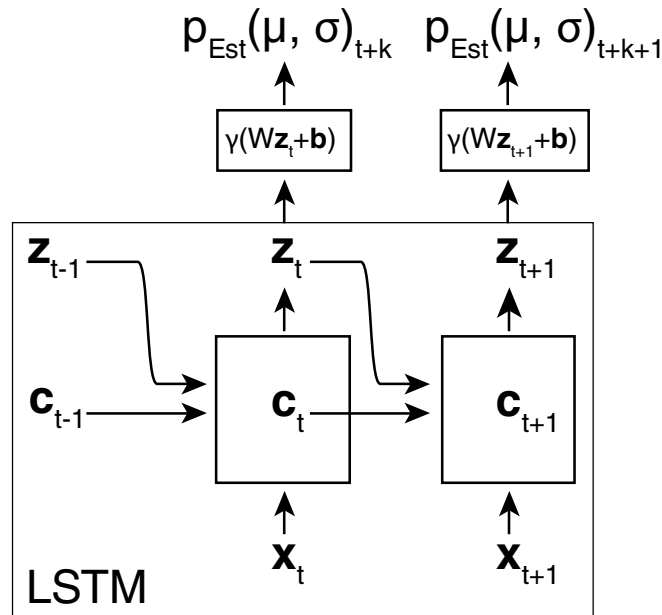 p_Est(μ, σ)_t+k p_Est(μ, σ)_t+k+1
γ(Wz_t+b) γ(Wz_t+1+b)
z_t-1 z_t z_t+1
c_t-1 c_t c_t+1
x_t x_t+1
LSTM